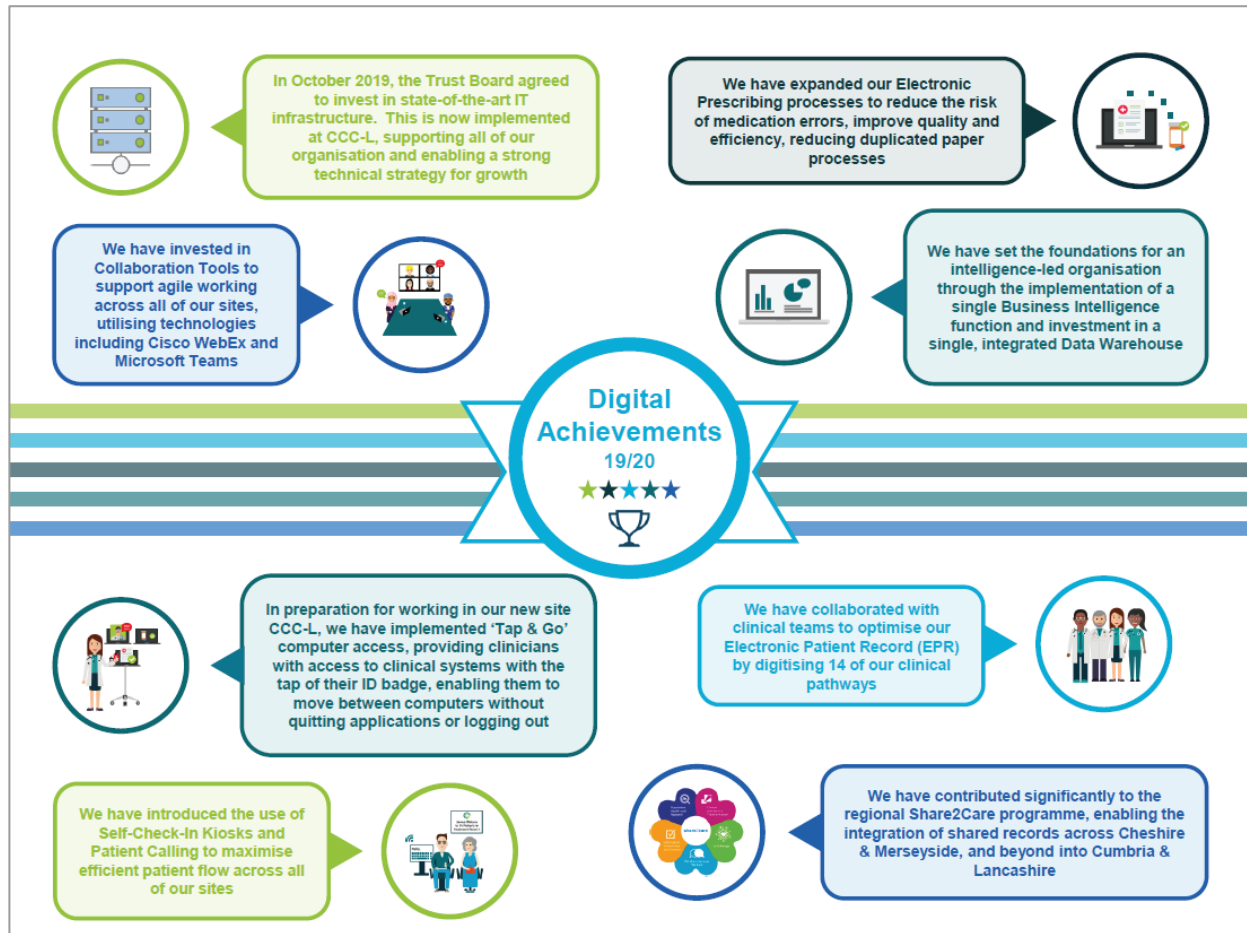 In October 2019, the Trust Board agreed
to invest in state-of-the-art IT
infrastructure.  This is now implemented
at CCC-L, supporting all of our
organisation and enabling a strong
technical strategy for growth
We have expanded our Electronic
Prescribing processes to reduce the risk
of medication errors, improve quality and
efficiency, reducing duplicated paper
processes
We have invested in
Collaboration Tools to
support agile working
across all of our sites,
utilising technologies
including Cisco WebEx and
Microsoft Teams
We have set the foundations for an
intelligence-led organisation
through the implementation of a
single Business Intelligence
function and investment in a
single, integrated Data Warehouse
Digital
Achievements
19/20
In preparation for working in our new site
CCC-L, we have implemented ‘Tap & Go’
computer access, providing clinicians
with access to clinical systems with the
tap of their ID badge, enabling them to
move between computers without
quitting applications or logging out
We have collaborated with
clinical teams to optimise our
Electronic Patient Record (EPR)
by digitising 14 of our clinical
pathways
We have introduced the use of
Self-Check-In Kiosks and
Patient Calling to maximise
efficient patient flow across all
of our sites
We have contributed significantly to the
regional Share2Care programme, enabling the
integration of shared records across Cheshire
& Merseyside, and beyond into Cumbria &
Lancashire